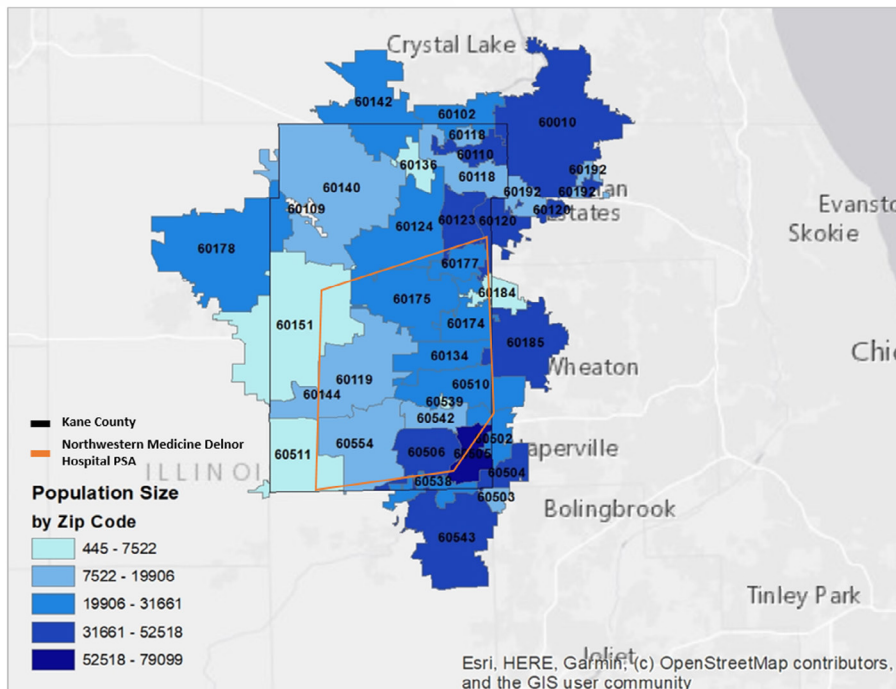 Crystal Lake
60142
60102
60010
60118
60110
60136
60118
60192
60140
60192
60192
60109
60120
Estates
60124
60123
60120
Evansto
Skokie
60178
60177
60184
60175
60151
60174
60185
Chic
60134
Wheaton
60119
60510
60144
60539
60542
Kane County
60554
60502
Northwestern Medicine Delnor
Hospital PSA
60506
aperville
60511
60504
ILLINOI
60538
Population Size
60503
by Zip Code
Bolingbrook
60543
445 - 7522
7522 - 19906
Tinley Park
19906 - 31661
31661 - 52518
Joliet
52518 - 79099
Esri, HERE, Garmin, (c) OpenStreetMap contributors,
and the GIS user community